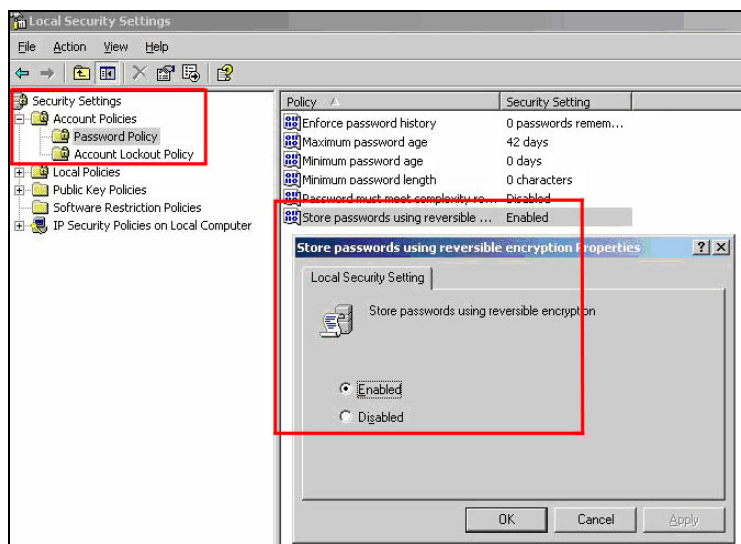 Local Security Settings
File Action View Help
Security Settings
Account Policies
Password Policy
Account Lockout Policy
Local Policies
Public Key Policies
Software Restriction Policies
IP Security Policies on Local Computer
Policy Security Setting
Enforce password history 0 passwords remem...
Maximum password age 42 days
Minimum password age 0 days
Minimum password length 0 characters
Password must meet complexity re... Disabled
Store passwords using reversible ... Enabled
Store passwords using reversible encryption Properties
Local Security Setting
Store passwords using reversible encryption
Enabled
Disabled
OK Cancel Apply